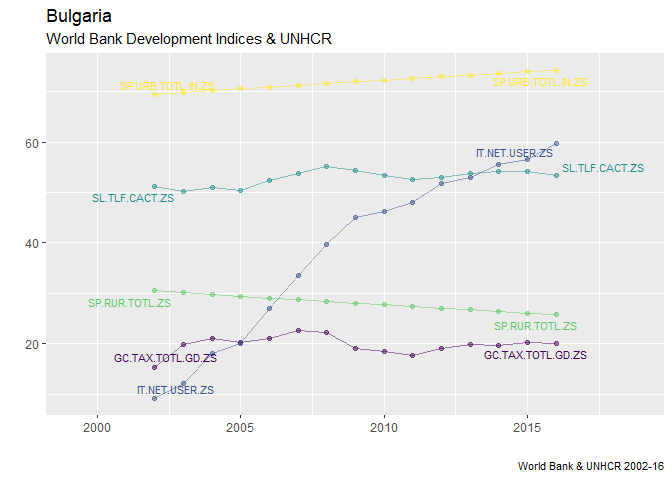 Bulgaria
World Bank Development Indices & UNHCR
SP.URB.TOTL.IN.ZS
SP.URB.TOTL.IN.ZS
60
IT.NET.USER.ZS
SL.TLF.CACT.ZS
SL.TLF.CACT.ZS
40
SP.RUR.TOTL.ZS
SP.RUR.TOTL.ZS
20
GC.TAX.TOTL.GD.ZS
GC.TAX.TOTL.GD.ZS
IT.NET.USER.ZS
2000
2005
2010
2015
World Bank & UNHCR 2002-16